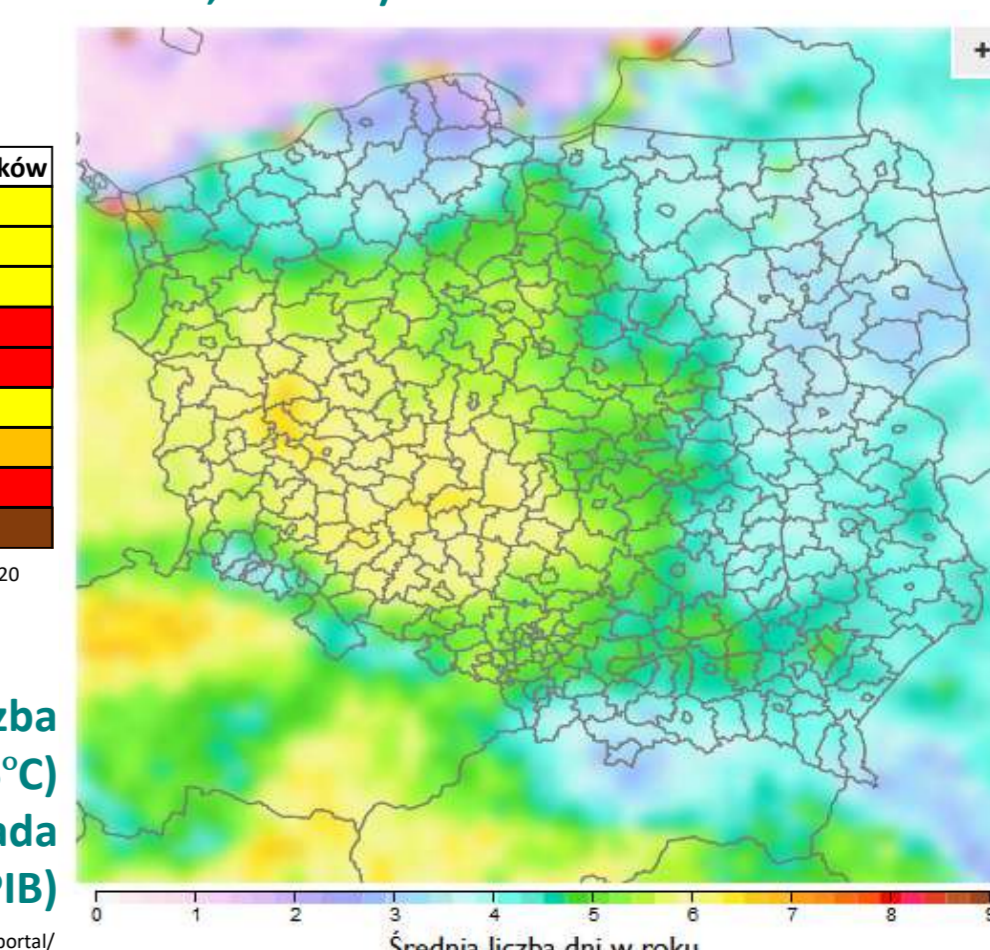 ków
20
zba
°C)
ada
PIB)
portal/
+
0 1 2 3 4 5 6 7 8 9
Średnia liczba dni w roku